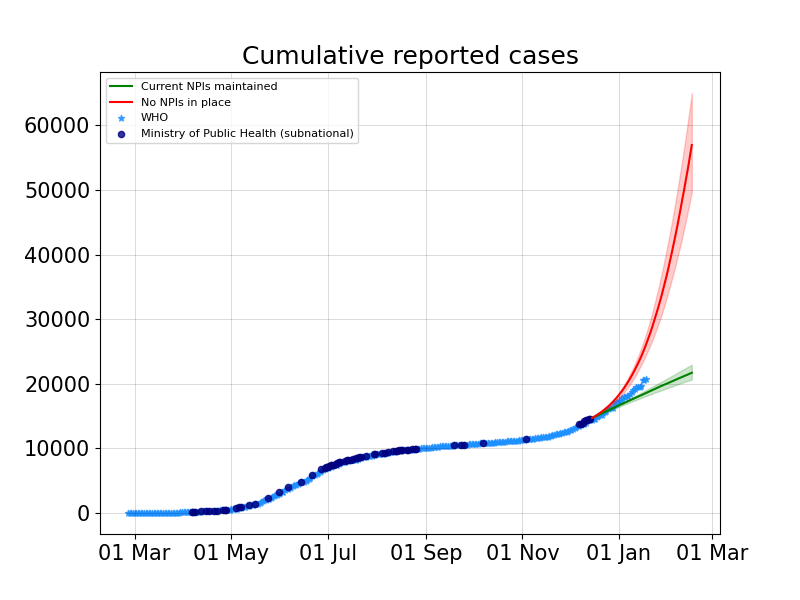 Cumulative reported cases
Current NPIs maintained
No NPIs in place
WHO
Ministry of Public Health (subnational)
60000
50000
40000
30000
20000
10000
0
01 Mar 01 May 01 Jul 01 Sep 01 Nov 01 Jan 01 Mar